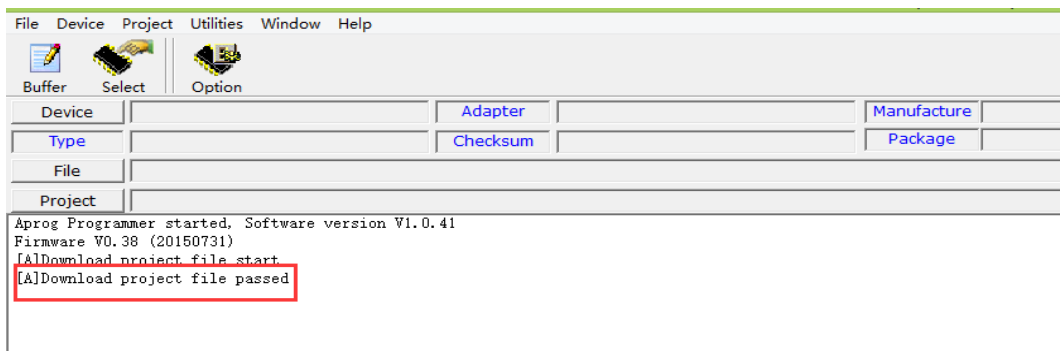 File Device Project Utilities Window Help
Buffer Select Option
Device Adapter Manufacture
Type Checksum Package
File
Project
Aprog Programmer started, Software version V1.0.41
Firmware V0.38 (20150731)
[A]Download project file start
[A]Download project file passed